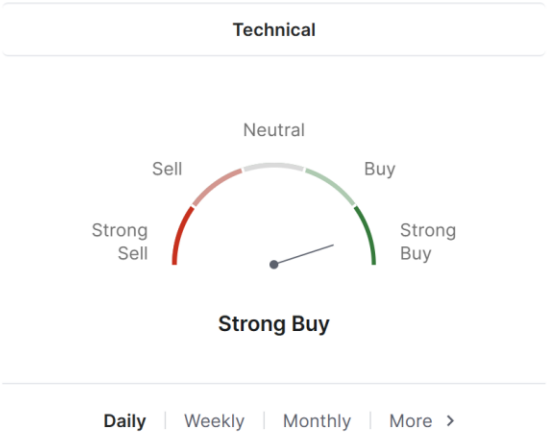 Technical
Neutral
Sell
Buy
Strong
Sell
Strong
Buy
Strong Buy
Daily
Weekly
Monthly
More